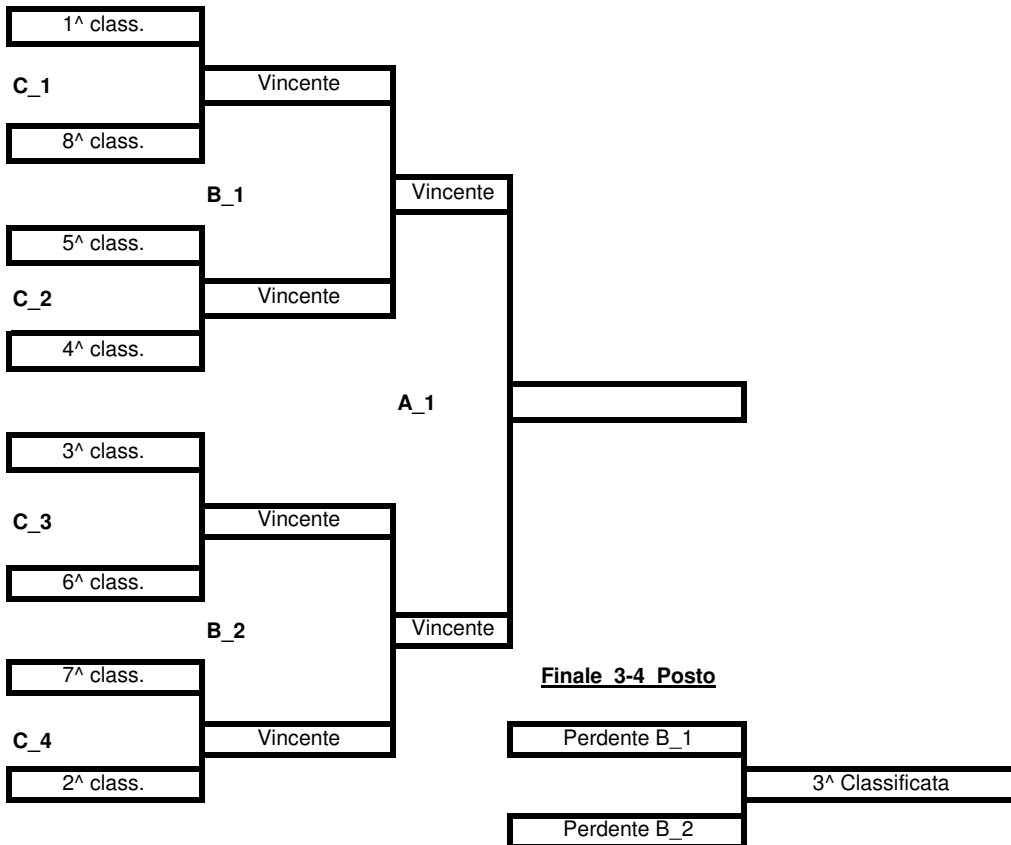 1^ class.
C_1
Vincente
8^ class.
B_1
Vincente
5^ class.
C_2
Vincente
4^ class.
A_1
3^ class.
C_3
Vincente
6^ class.
B_2
Vincente
7^ class.
Finale 3-4 Posto
C_4
Vincente
Perdente B_1
2^ class.
3^ Classificata
Perdente B_2